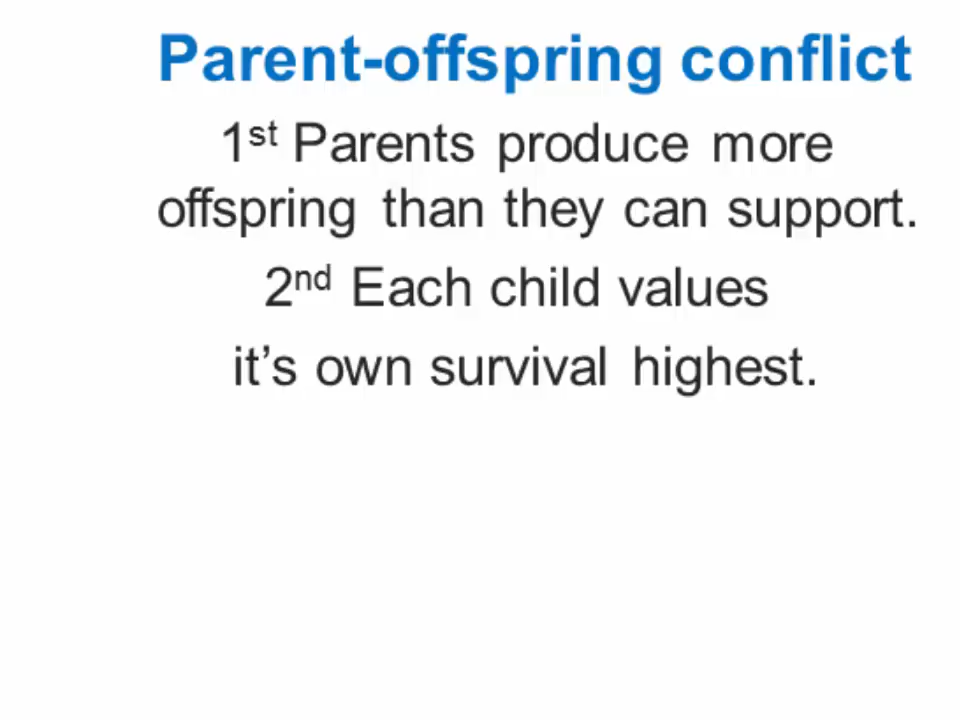 Parent-offspring conflict
1st Parents produce more
offspring than they can support.
2nd Each child values
it’s own survival highest.